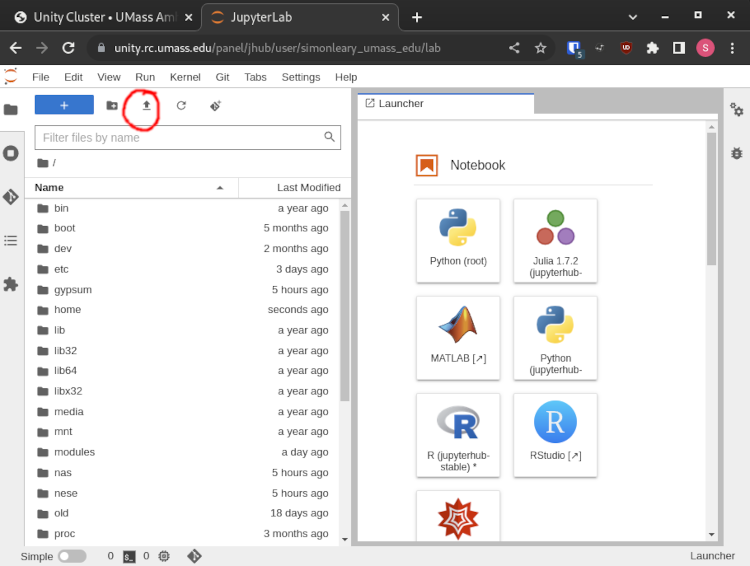 Unity Cluster • UMass Am
JupyterLab
unity.rc.umass.edu/panel/jhub/user/simonleary_umass_edu/lab
5
S
File Edit View Run Kernel Git Tabs Settings Help
Launcher
Filter files by name
/
Name Last Modified
bin a year ago
boot 5 months ago
dev 2 months ago
etc 3 days ago
gypsum 5 hours ago
home seconds ago
lib a year ago
lib32 a year ago
lib64 a year ago
libx32 a year ago
media a year ago
mnt a year ago
modules a day ago
nas 5 hours ago
nese 5 hours ago
old 18 days ago
proc 3 months ago
Notebook
Python (root)
Julia 1.7.2
(jupyterhub-
MATLAB [↗]
Python
(jupyterhub-
R (jupyterhub-
stable) *
R
RStudio [↗]
Simple 0 $_ 0 Launcher